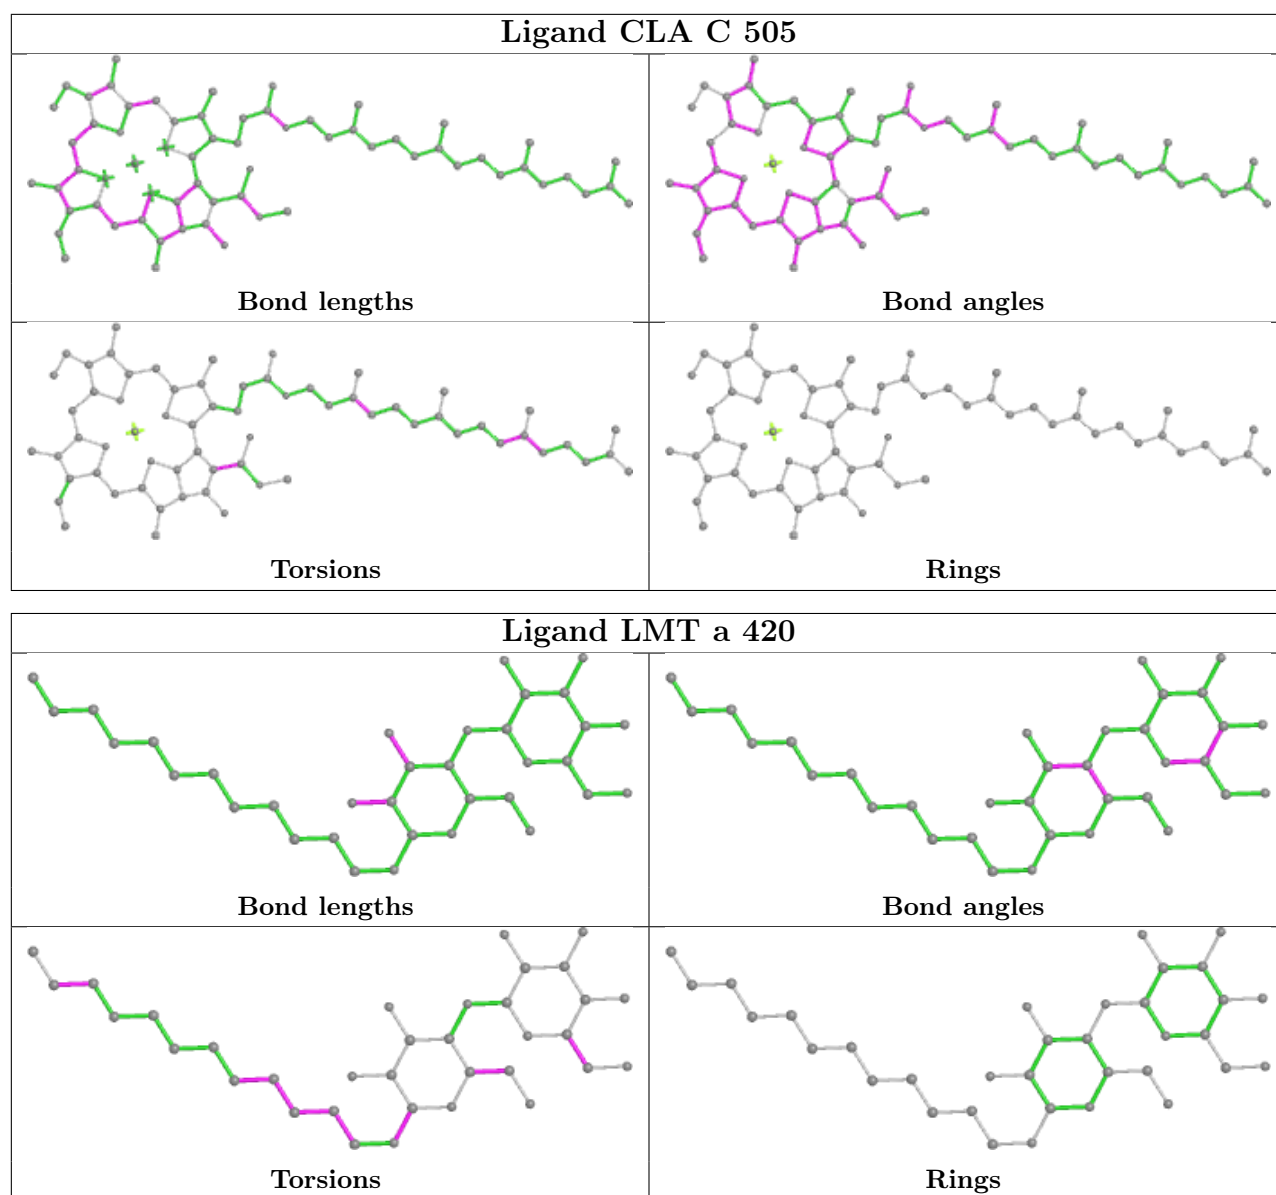 Ligand CLA C 505
Bond lengths
Bond angles
Torsions
Rings
Ligand LMT a 420
Bond lengths
Bond angles
Torsions
Rings